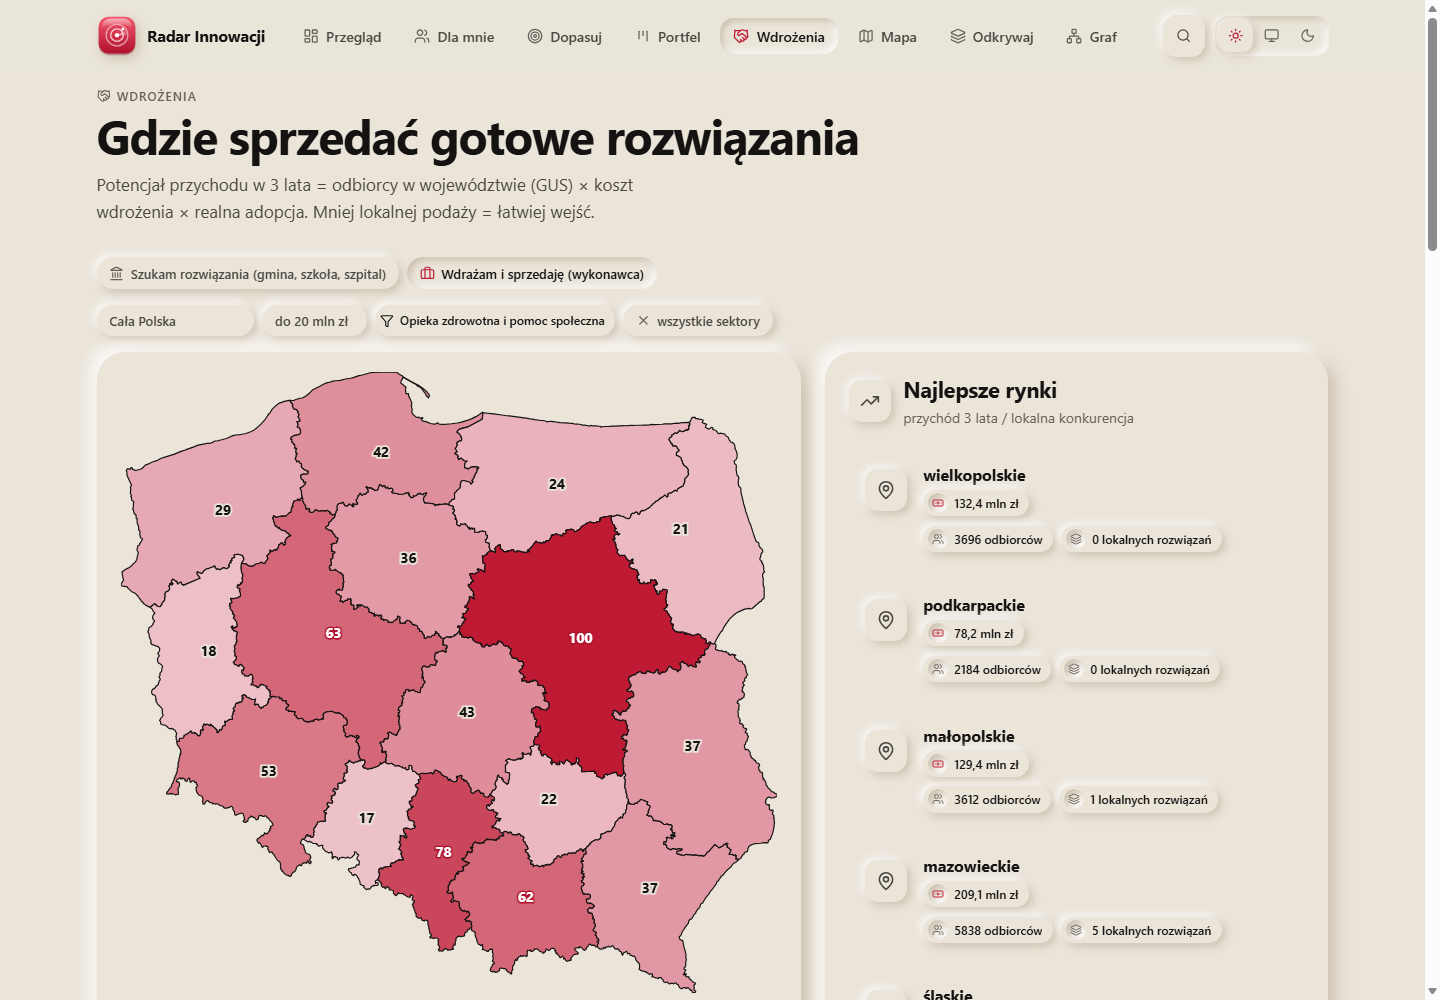 Radar Innowacji
Przegląd
Dla mnie
Dopasuj
Portfel
Wdrożenia
Mapa
Odkrywaj
Graf
WDROŻENIA
Gdzie sprzedać gotowe rozwiązania
Potencjał przychodu w 3 lata = odbiorcy w województwie (GUS) × koszt
wdrożenia × realna adopcja. Mniej lokalnej podaży = łatwiej wejść.
Szukam rozwiązania (gmina, szkoła, szpital)
Wdrażam i sprzedaję (wykonawca)
Cała Polska
do 20 mln zł
Opieka zdrowotna i pomoc społeczna
wszystkie sektory
42
24
29
21
36
63
100
18
43
37
53
22
17
78
62
37
Najlepsze rynki
przychód 3 lata / lokalna konkurencja
wielkopolskie
132,4 mln zł
3696 odbiorców
0 lokalnych rozwiązań
podkarpackie
78,2 mln zł
2184 odbiorców
0 lokalnych rozwiązań
małopolskie
129,4 mln zł
3612 odbiorców
1 lokalnych rozwiązań
mazowieckie
209,1 mln zł
5838 odbiorców
5 lokalnych rozwiązań
śląskie